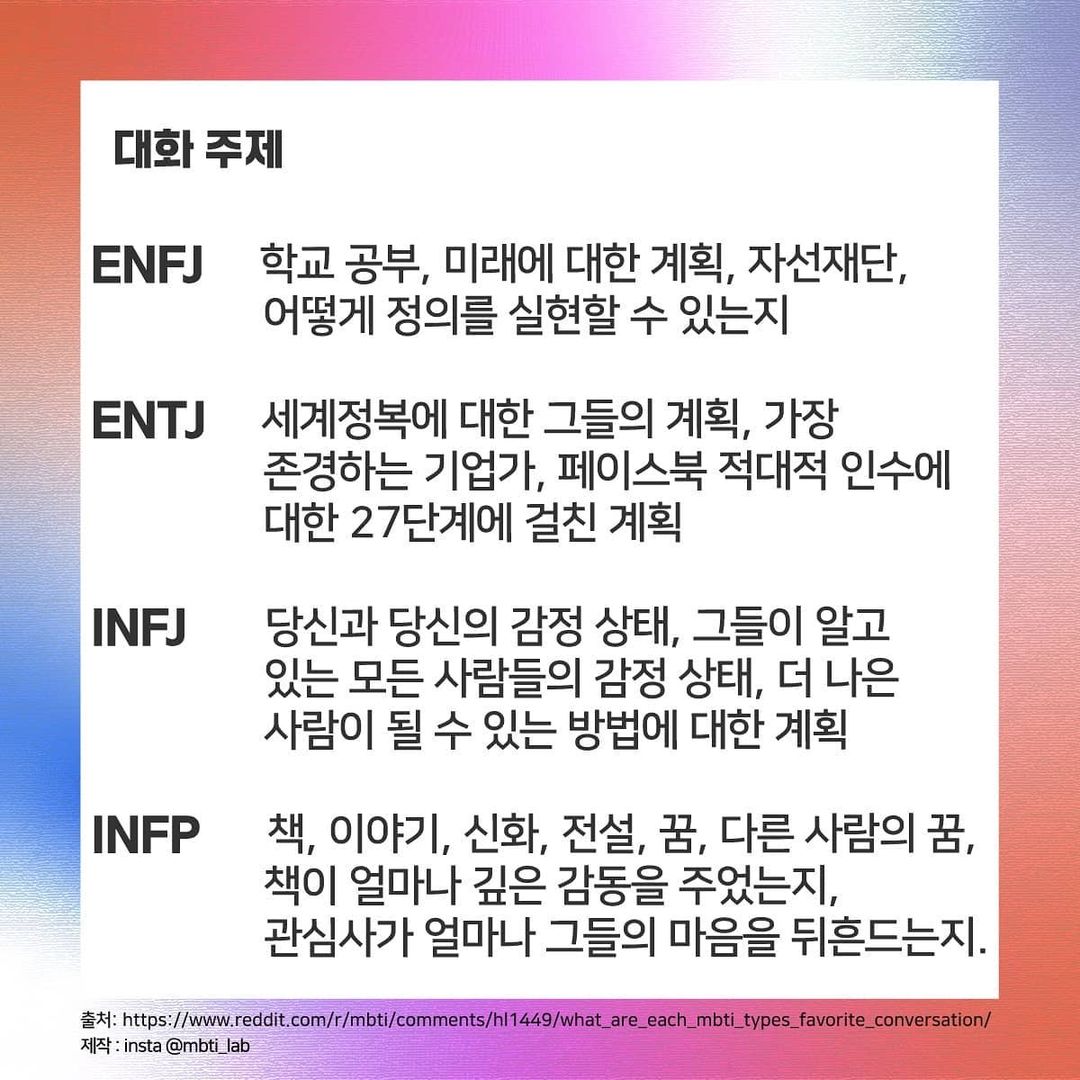 대화 주제
ENFJ 학교 공부, 미래에 대한 계획, 자선재단,
어떻게 정의를 실현할 수 있는지
ENTJ 세계정복에 대한 그들의 계획, 가장
존경하는 기업가, 페이스북 적대적 인수에
대한 27단계에 걸친 계획
INFJ 당신과 당신의 감정 상태, 그들이 알고
있는 모든 사람들의 감정 상태, 더 나은
사람이 될 수 있는 방법에 대한 계획
INFP 책, 이야기, 신화, 전설, 꿈, 다른 사람의 꿈,
책이 얼마나 깊은 감동을 주었는지,
관심사가 얼마나 그들의 마음을 뒤흔드는지.
출처: https://www.reddit.com/r/mbti/comments/hl1449/what_are_each_mbti_types_favorite_conversation/
제작 : insta @mbti_lab